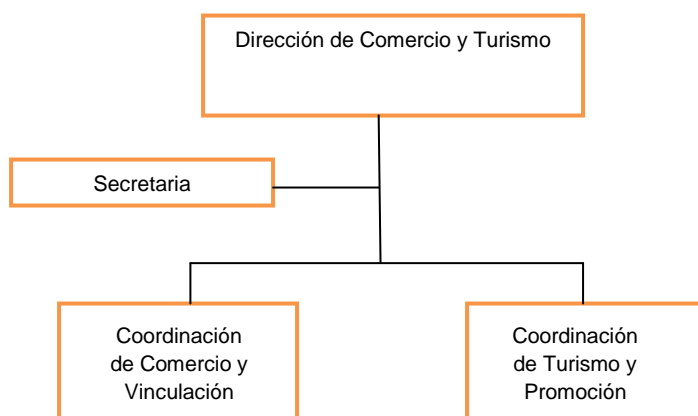 Dirección de Comercio y Turismo
Secretaria
Coordinación
de Comercio y
Vinculación
Coordinación
de Turismo y
Promoción